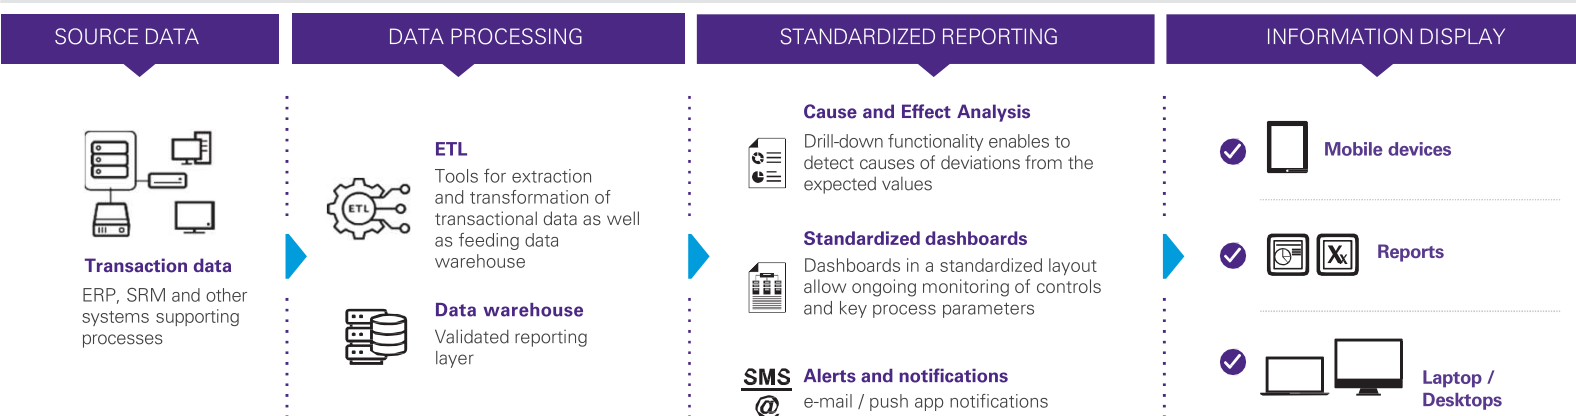 SOURCE DATA
DATA PROCESSING
STANDARDIZED REPORTING
INFORMATION DISPLAY
Transaction data
ERP, SRM and other
systems supporting
processes
ETL
ETL
Tools for extraction
and transformation of
transactional data as well
as feeding data
warehouse
Data warehouse
Validated reporting
layer
Cause and Effect Analysis
Drill-down functionality enables to
detect causes of deviations from the
expected values
Standardized dashboards
Dashboards in a standardized layout
allow ongoing monitoring of controls
and key process parameters
SMS
@
Alerts and notifications
e-mail / push app notifications
Mobile devices
Xx
Reports
Laptop /
Desktops